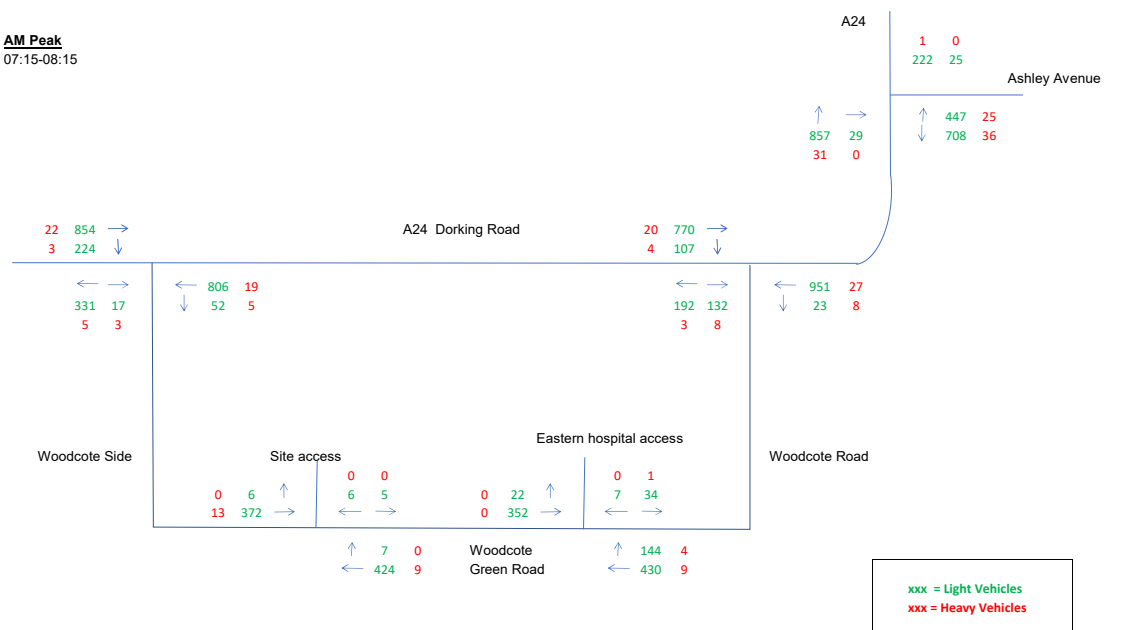 A24
AM Peak
1 0
07:15-08:15
222 25
Ashley Avenue
447 25
857 29
708 36
31 0
22 854
A24 Dorking Road
20 770
3 224
4 107
806 19
951 27
331 17
52 5
192 132
23 8
5 3
3 8
Eastern hospital access
Woodcote Side
Site access
Woodcote Road
0 0
0 1
0 6
6 5
0 22
7 34
13 372
0 352
7 0
Woodcote
144 4
424 9
Green Road
430 9
xxx = Light Vehicles
xxx = Heavy Vehicles